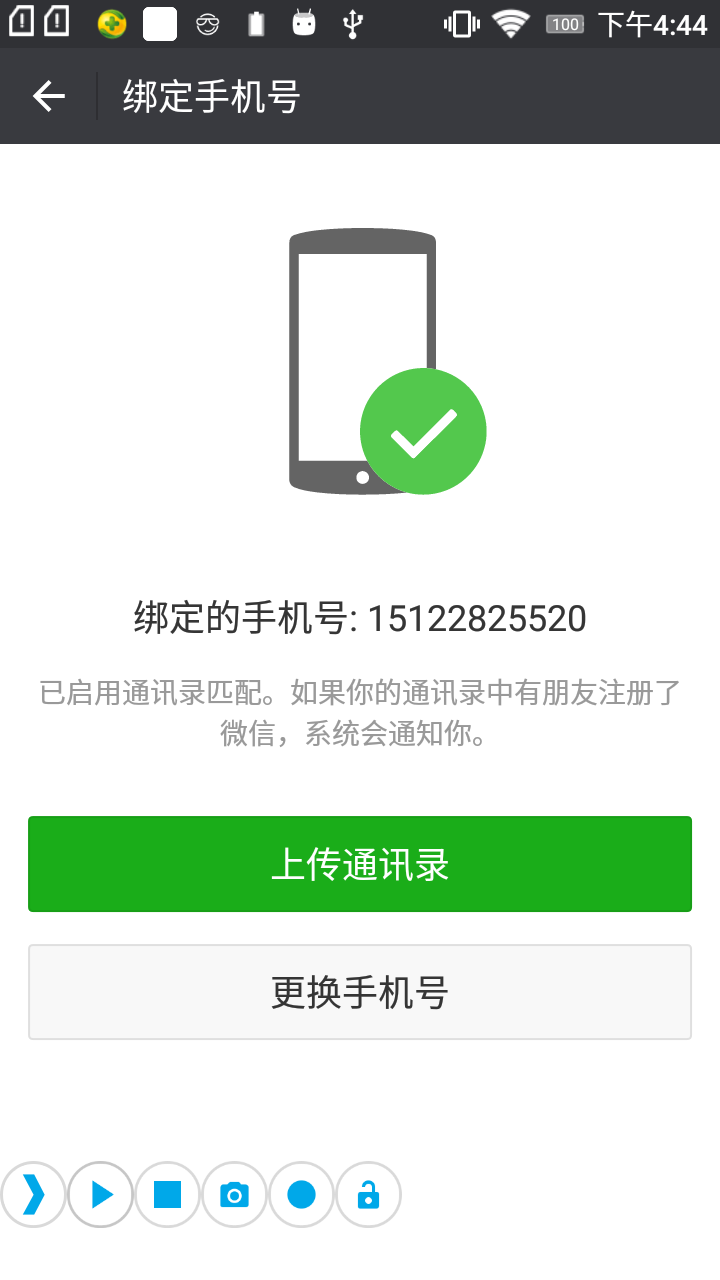 100 下午4:44
绑定手机号
绑定的手机号: 15122825520
已启用通讯录匹配。如果你的通讯录中有朋友注册了
微信，系统会通知你。
上传通讯录
更换手机号